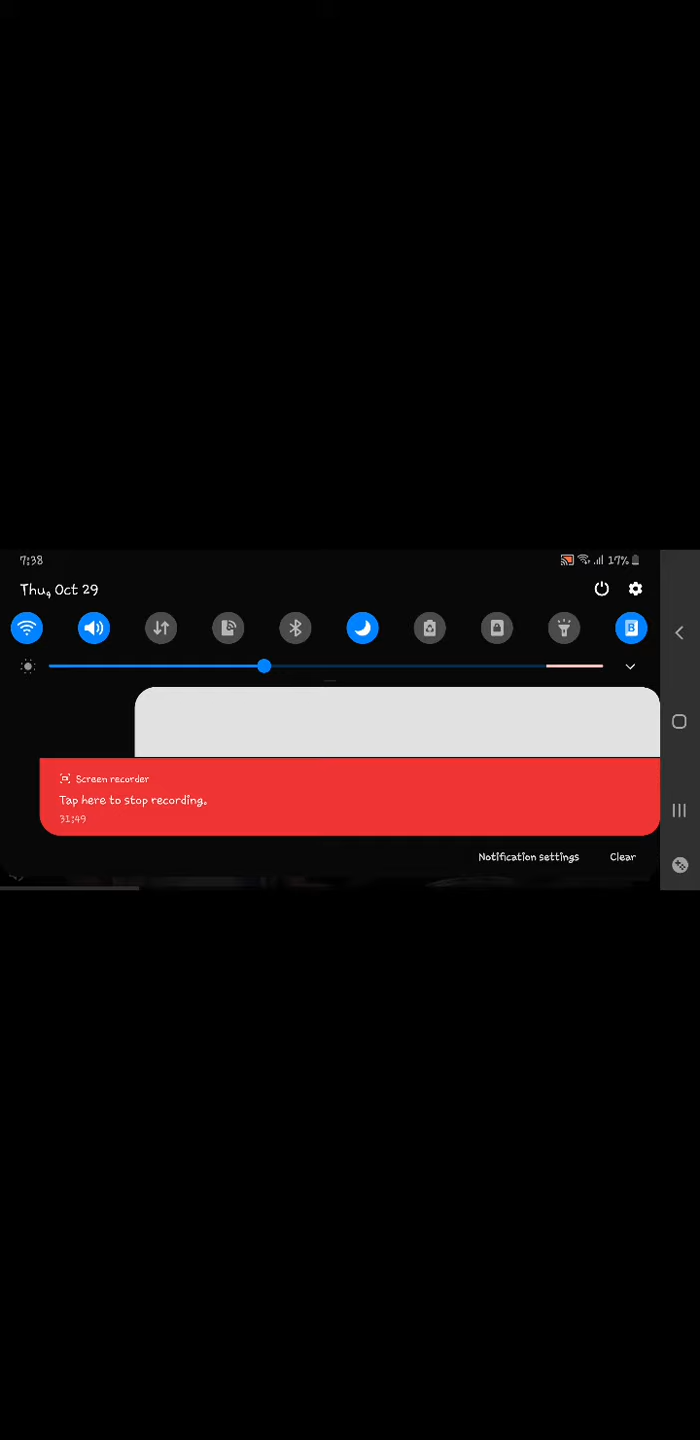 7:38
17%
Thu, Oct 29
B
Screen recorder
Tap here to stop recording.
31:49
Notification settings
Clear